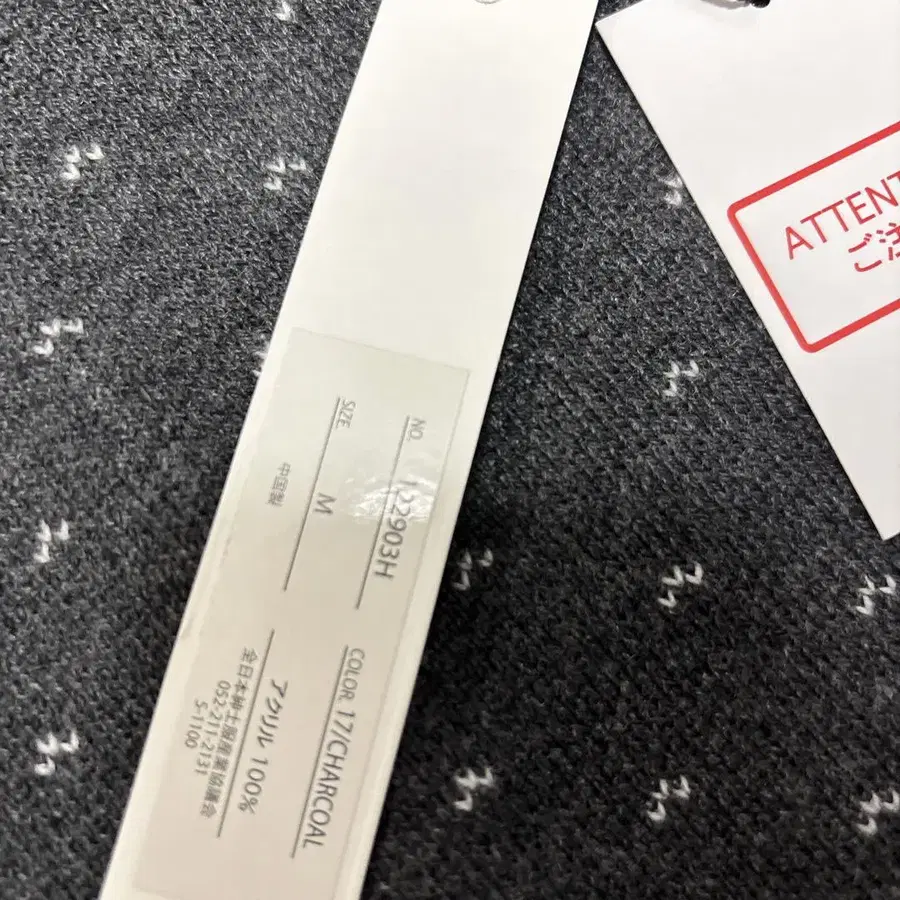 NO. 122903H
SIZE M
中国製
COLOR 17/CHARCOAL
アクリル 100%
全日本紳士服産業協議会
052-211-2131
S-1100
ATTENT
ご注